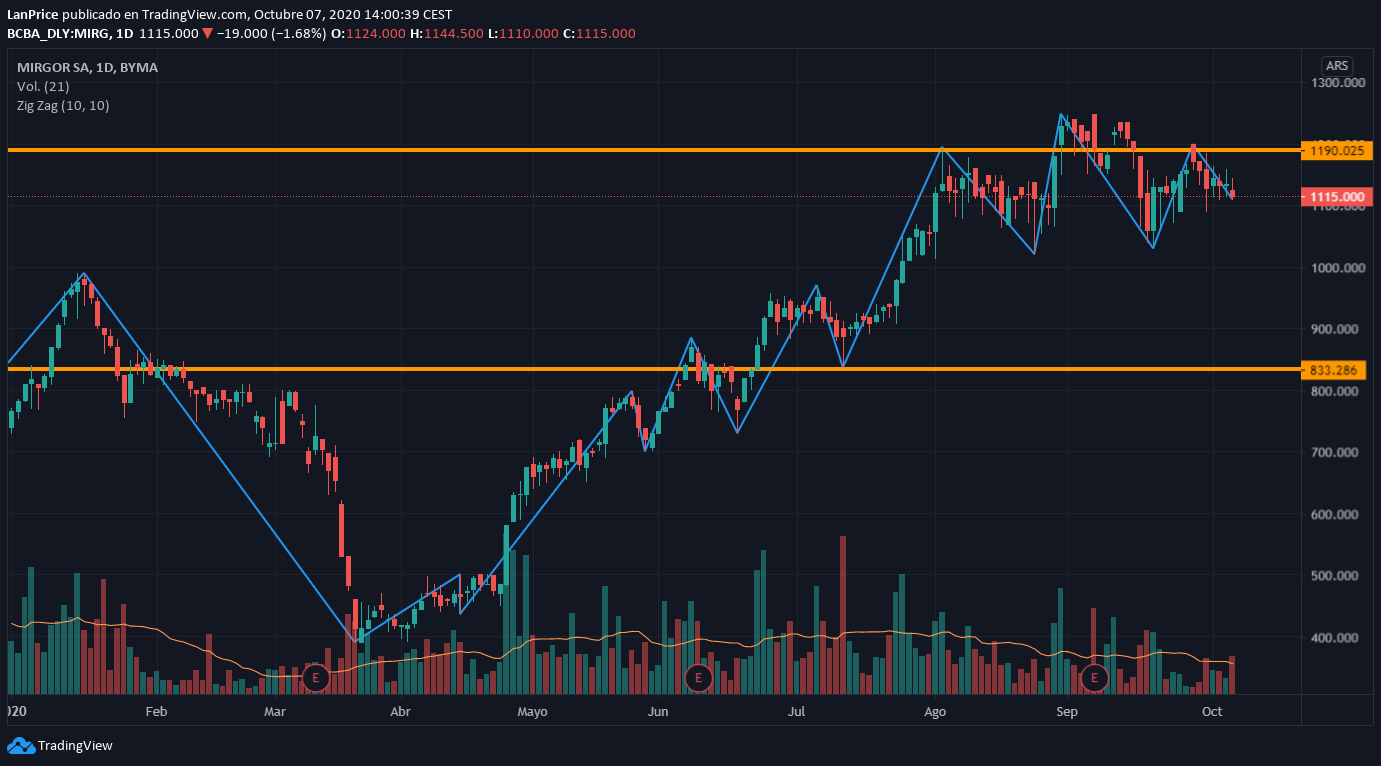 LanPrice publicado en TradingView.com, Octubre 07, 2020 14:00:39 CEST
BCBA_DLY:MIRG, 1D 1115.000 ▼ −19.000 (−1.68%) O:1124.000 H:1144.500 L:1110.000 C:1115.000
MIRGOR SA, 1D, BYMA
Vol. (21)
Zig Zag (10, 10)
ARS
1300.000
1190.025
1115.000
1000.000
900.000
833.286
800.000
700.000
600.000
500.000
400.000
E E E
Feb Mar Abr Mayo Jun Jul Ago Sep Oct
TradingView